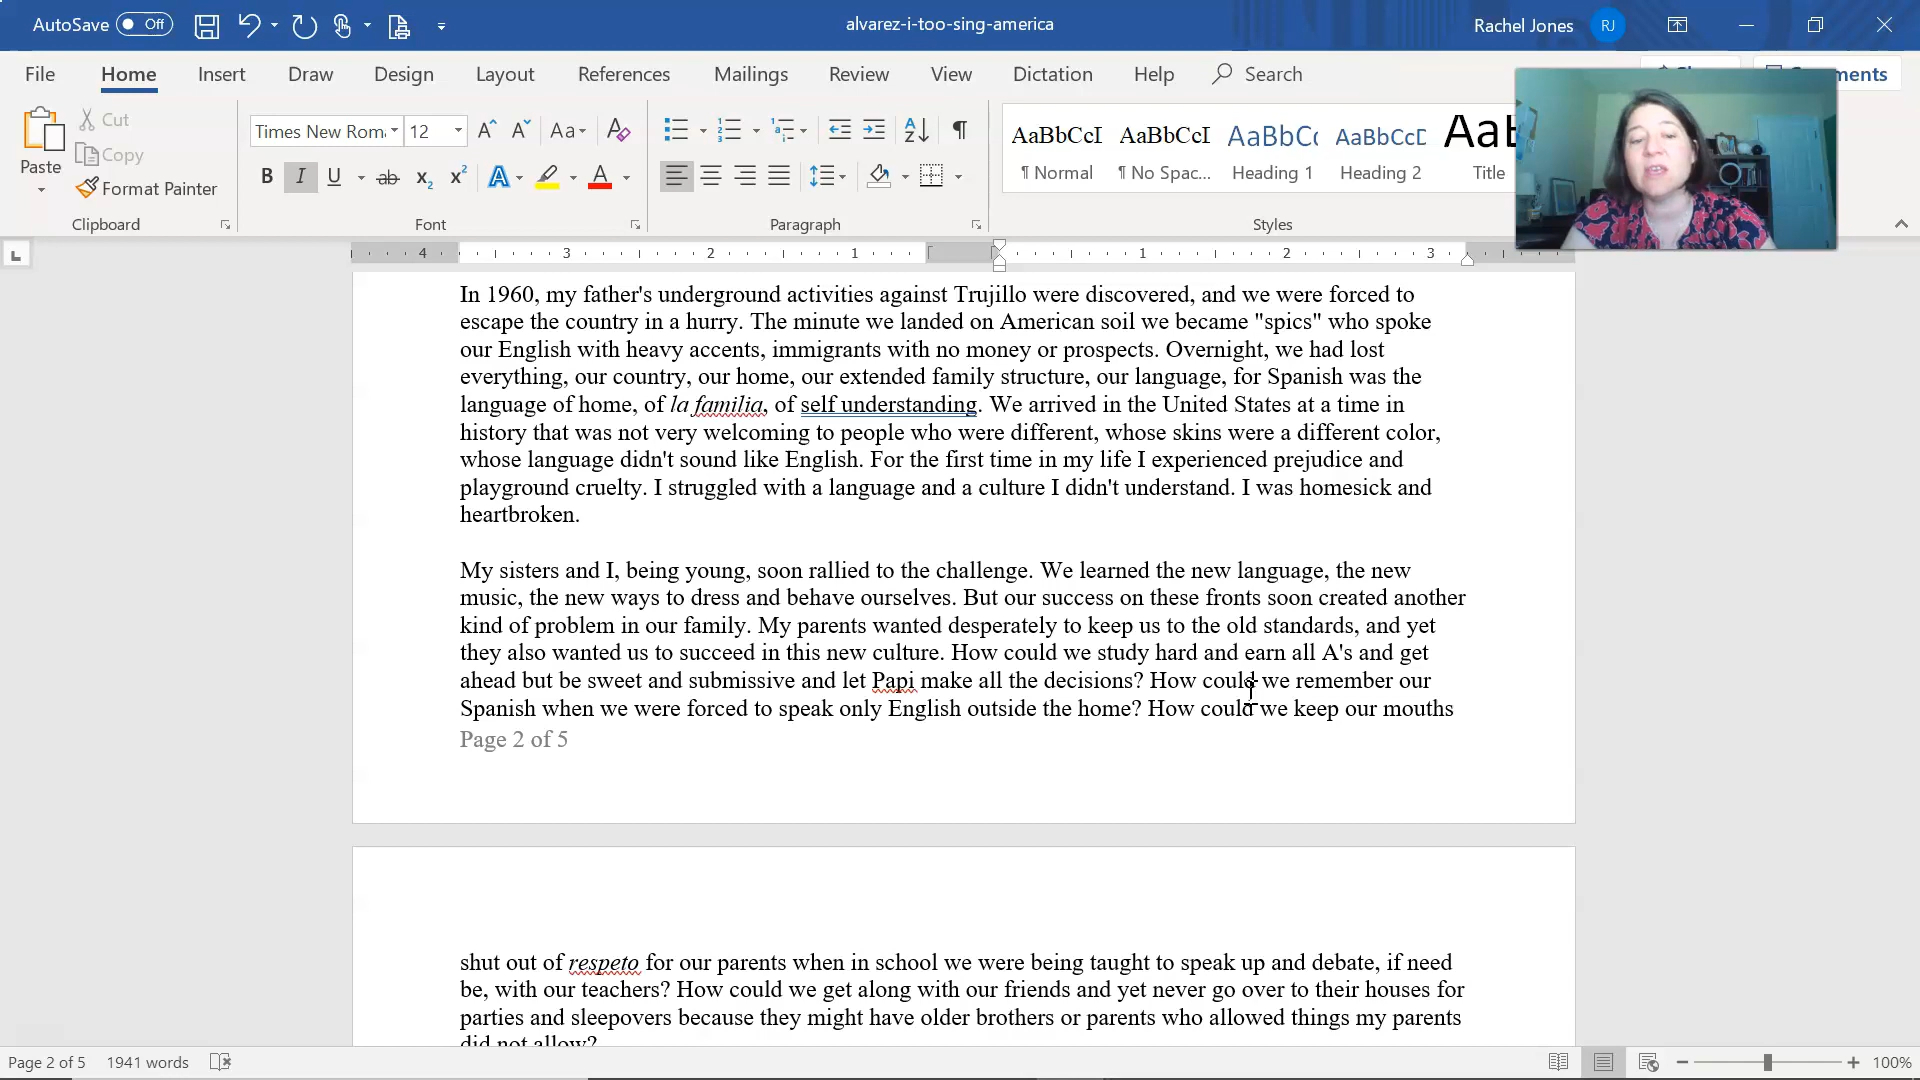 AutoSave Off alvarez-i-too-sing-america Rachel Jones RJ
File Home Insert Draw Design Layout References Mailings Review View Dictation Help Search
Paste Cut Copy Format Painter
Clipboard
Times New Rom 12 Aa
B I U ab x₂ x² A A
Font
Paragraph
AaBbCcI AaBbCcI AaBbCc AaBbCcD AaB
¶ Normal ¶ No Spac... Heading 1 Heading 2 Title
Styles
4 3 2 1 1 2 3
In 1960, my father's underground activities against Trujillo were discovered, and we were forced to
escape the country in a hurry. The minute we landed on American soil we became "spics" who spoke
our English with heavy accents, immigrants with no money or prospects. Overnight, we had lost
everything, our country, our home, our extended family structure, our language, for Spanish was the
language of home, of la familia, of self understanding. We arrived in the United States at a time in
history that was not very welcoming to people who were different, whose skins were a different color,
whose language didn't sound like English. For the first time in my life I experienced prejudice and
playground cruelty. I struggled with a language and a culture I didn't understand. I was homesick and
heartbroken.
My sisters and I, being young, soon rallied to the challenge. We learned the new language, the new
music, the new ways to dress and behave ourselves. But our success on these fronts soon created another
kind of problem in our family. My parents wanted desperately to keep us to the old standards, and yet
they also wanted us to succeed in this new culture. How could we study hard and earn all A's and get
ahead but be sweet and submissive and let Papi make all the decisions? How could we remember our
Spanish when we were forced to speak only English outside the home? How could we keep our mouths
Page 2 of 5
shut out of respeto for our parents when in school we were being taught to speak up and debate, if need
be, with our teachers? How could we get along with our friends and yet never go over to their houses for
parties and sleepovers because they might have older brothers or parents who allowed things my parents
did not allow?
Page 2 of 5 1941 words 100%